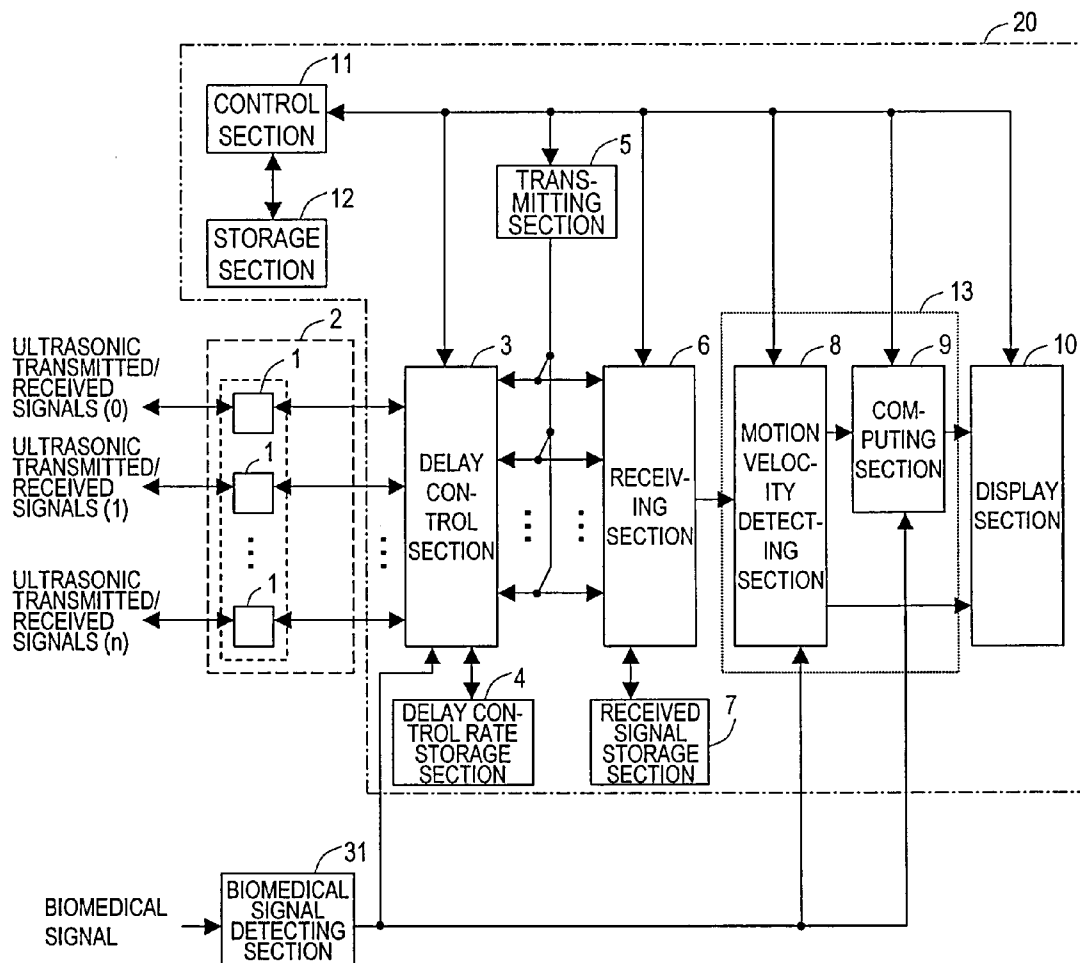 20
11
CONTROL
SECTION
12
STORAGE
SECTION
5
TRANS-
MITTING
SECTION
13
2
1
3
6
8
9
10
ULTRASONIC
TRANSMITTED/
RECEIVED
SIGNALS (0)
ULTRASONIC
TRANSMITTED/
RECEIVED
SIGNALS (1)
1
ULTRASONIC
TRANSMITTED/
RECEIVED
SIGNALS (n)
1
DELAY
CON-
TROL
SECTION
RECEIV-
ING
SECTION
MOTION
VELOC-
ITY
DETECT-
ING
SECTION
COM-
PUTING
SECTION
DISPLAY
SECTION
4
DELAY CON-
TROL RATE
STORAGE
SECTION
7
RECEIVED
SIGNAL
STORAGE
SECTION
31
BIOMEDICAL
SIGNAL
BIOMEDICAL
SIGNAL
DETECTING
SECTION